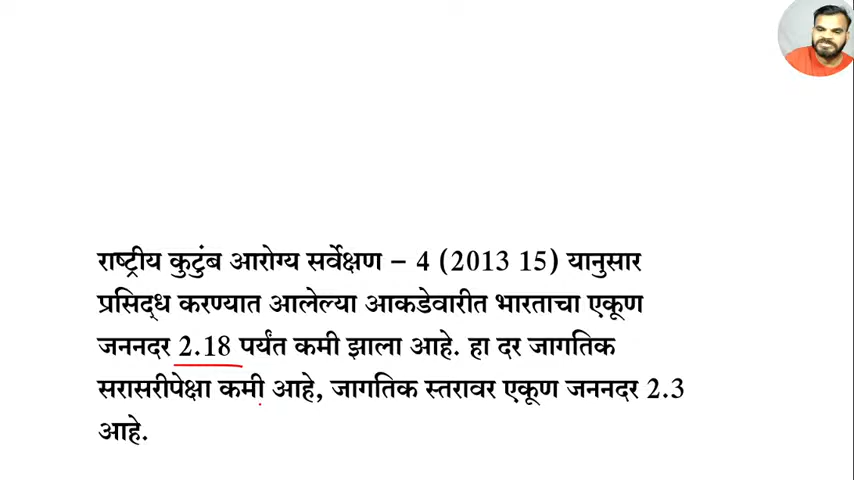 राष्ट्रीय कुटुंब आरोग्य सर्वेक्षण – 4 (2013 15) यानुसार
प्रसिद्ध करण्यात आलेल्या आकडेवारीत भारताचा एकूण
जननदर 2.18 पर्यंत कमी झाला आहे. हा दर जागतिक
सरासरीपेक्षा कमी आहे, जागतिक स्तरावर एकूण जननदर 2.3
आहे.